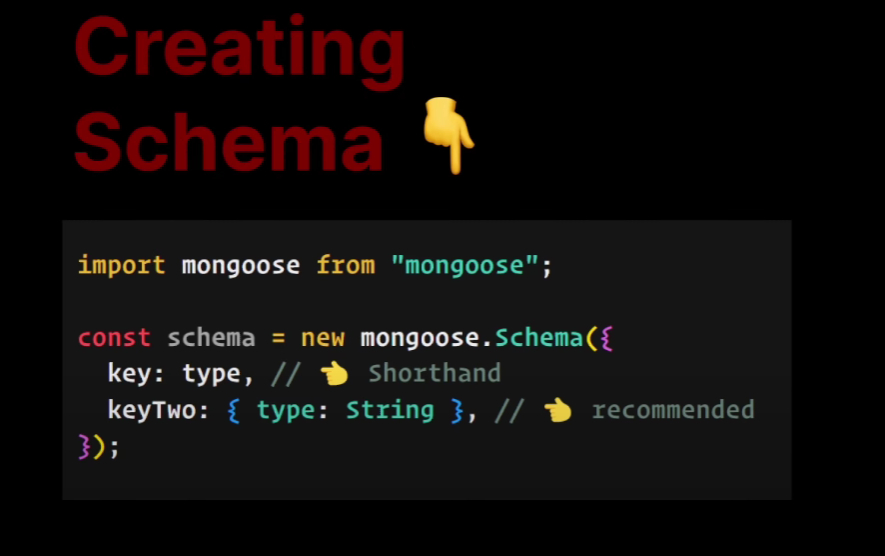 Creating
Schema 👇
import mongoose from "mongoose";
const schema = new mongoose.Schema({
key: type, // 👈 Shorthand
keyTwo: { type: String }, // 👈 recommended
});